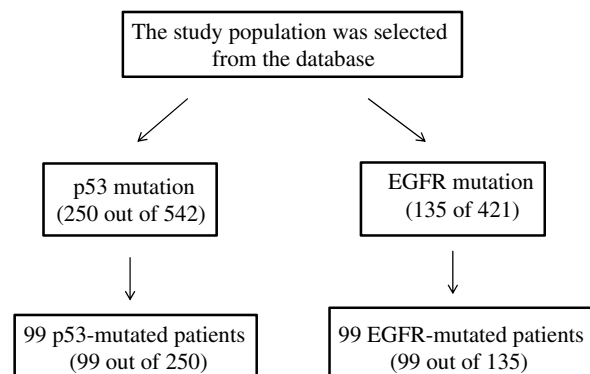 The study population was selected
from the database
p53 mutation
(250 out of 542)
EGFR mutation
(135 of 421)
99 p53-mutated patients
(99 out of 250)
99 EGFR-mutated patients
(99 out of 135)